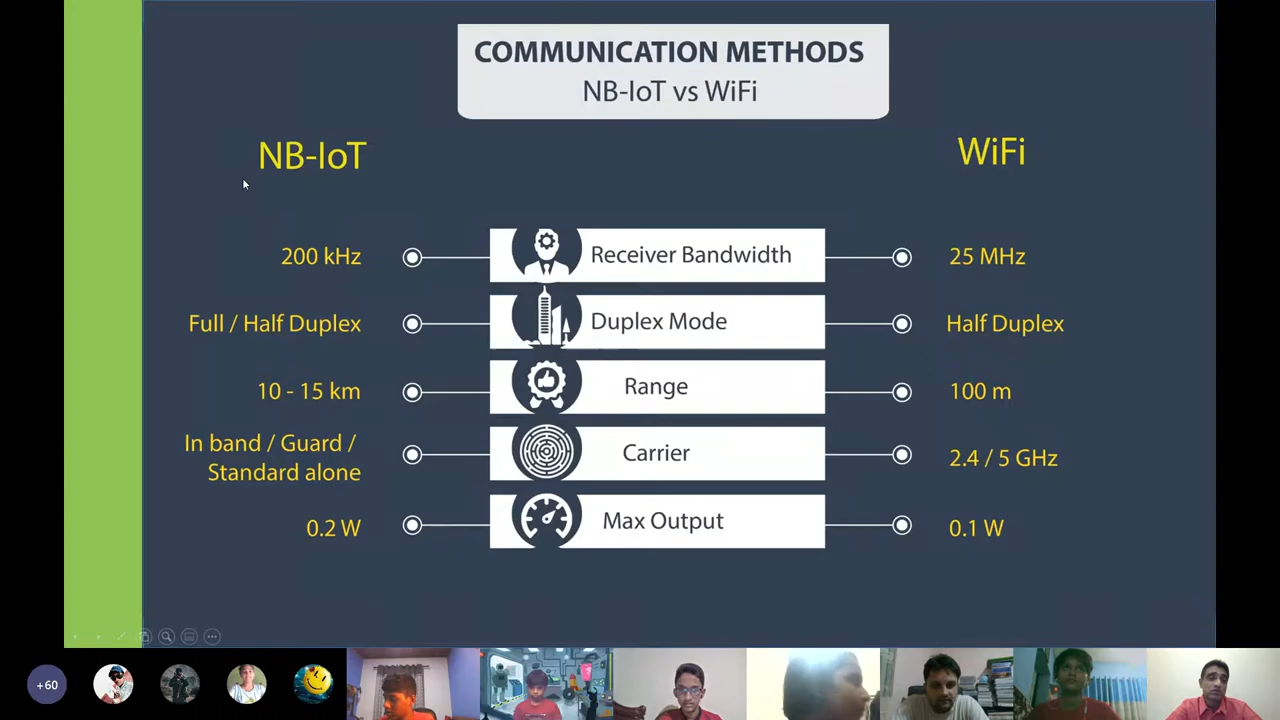 COMMUNICATION METHODS
NB-IoT vs WiFi
NB-IoT
WiFi
200 kHz
Receiver Bandwidth
25 MHz
Full / Half Duplex
Duplex Mode
Half Duplex
10 - 15 km
Range
100 m
In band / Guard /
Standard alone
Carrier
2.4 / 5 GHz
0.2 W
Max Output
0.1 W
+60